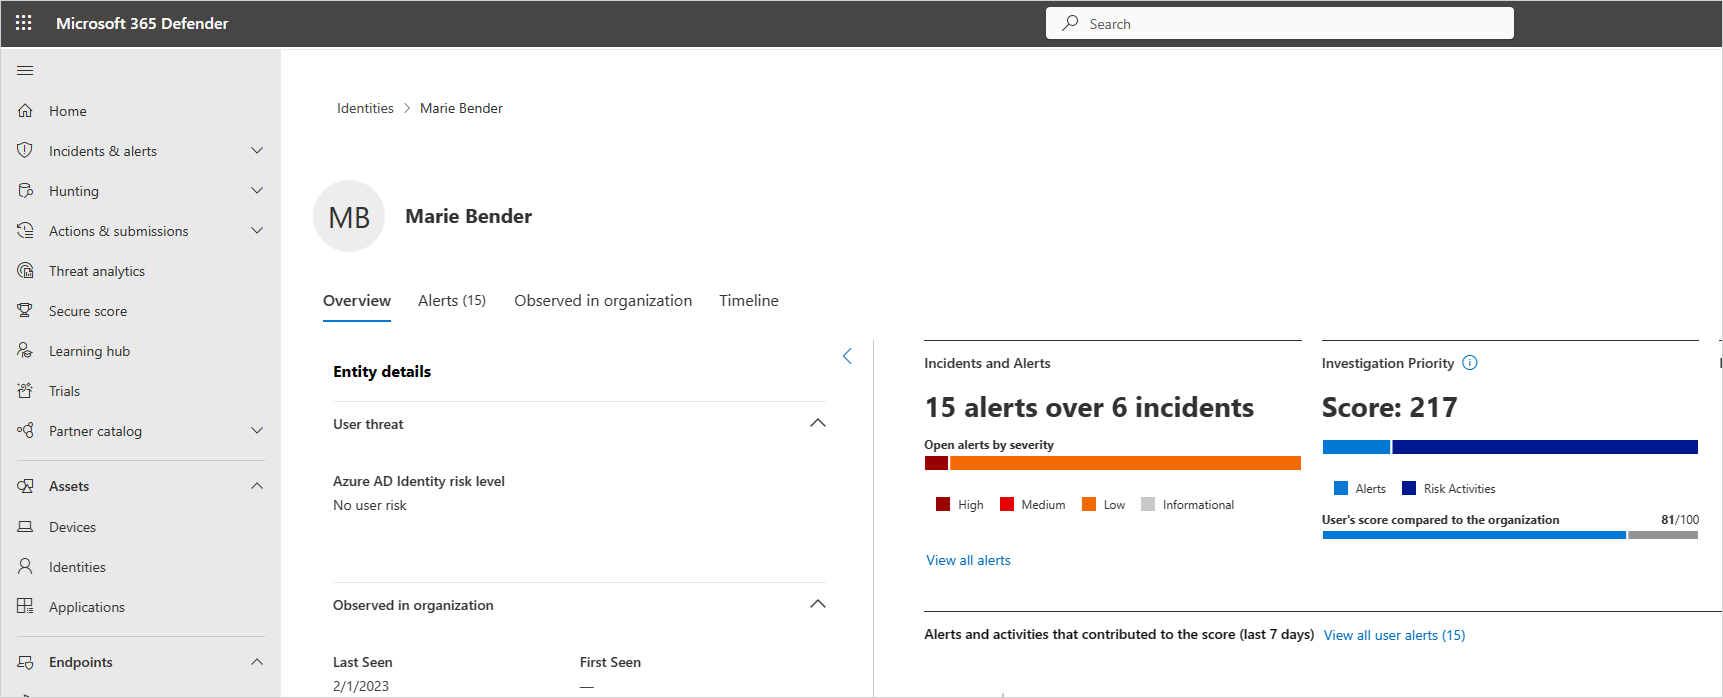 Microsoft 365 Defender
Search
Home
Incidents & alerts
Hunting
Actions & submissions
Threat analytics
Secure score
Learning hub
Trials
Partner catalog
Assets
Devices
Identities
Applications
Endpoints
Identities > Marie Bender
MB
Marie Bender
Overview Alerts (15) Observed in organization Timeline
Entity details
User threat
Azure AD Identity risk level
No user risk
Observed in organization
Last Seen First Seen
2/1/2023 —
Incidents and Alerts
15 alerts over 6 incidents
Open alerts by severity
High Medium Low Informational
View all alerts
Investigation Priority
Score: 217
Alerts Risk Activities
User's score compared to the organization 81/100
Alerts and activities that contributed to the score (last 7 days) View all user alerts (15)